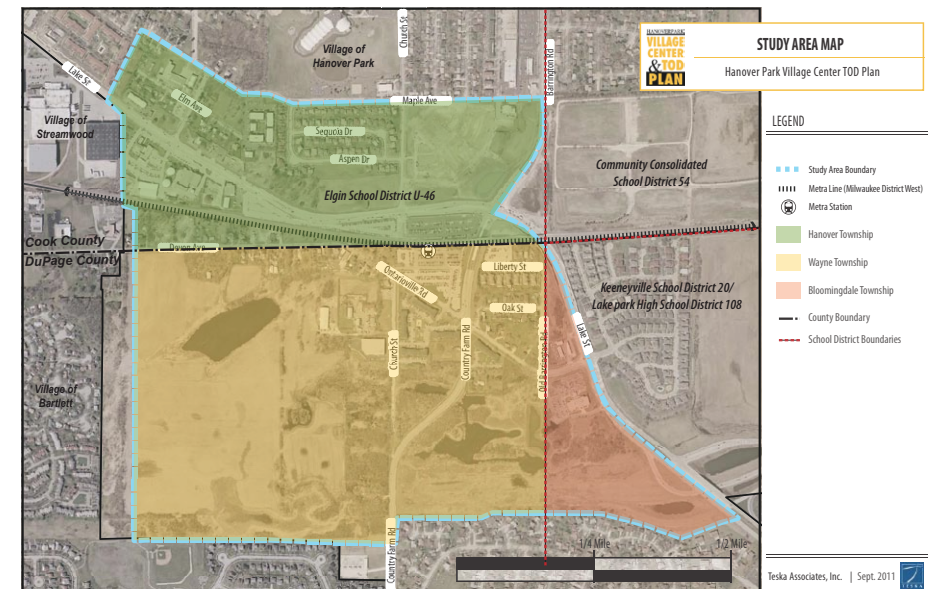 HANOVER PARK
VILLAGE
CENTER
& TOD
PLAN
STUDY AREA MAP
Hanover Park Village Center TOD Plan
LEGEND
Study Area Boundary
Metra Line (Milwaukee District West)
Metra Station
Hanover Township
Wayne Township
Bloomingdale Township
County Boundary
School District Boundaries
Church St
Barrington Rd
Village of
Hanover Park
Lake St
Elm Ave
Maple Ave
Village of
Streamwood
Sequoia Dr
Aspen Dr
Community Consolidated
School District 54
Elgin School District U-46
Cook County
DuPage County
Devon Ave
Liberty St
Ontarioville Rd
Keeneyville School District 20/
Lake park High School District 108
Oak St
Lake St
Church St
Country Farm Rd
Old Barrington Rd
Village of
Bartlett
Country Farm Rd
1/4 Mile
1/2 Mile
Teska Associates, Inc. | Sept. 2011
TESKA